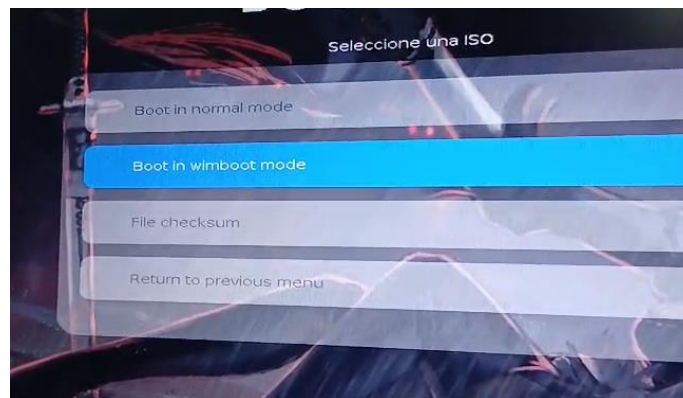 Seleccione una ISO
Boot in normal mode
Boot in wimboot mode
File checksum
Return to previous menu